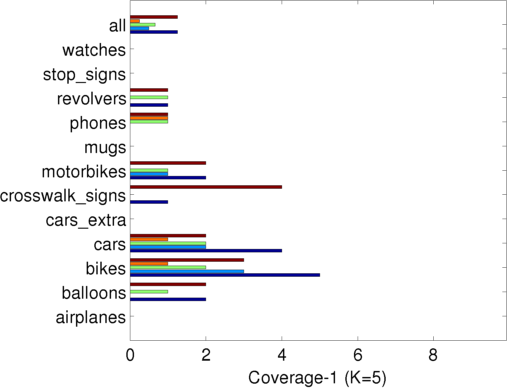 all
watches
stop_signs
revolvers
phones
mugs
motorbikes
crosswalk_signs
cars_extra
cars
bikes
balloons
airplanes
0 2 4 6 8
Coverage-1 (K=5)